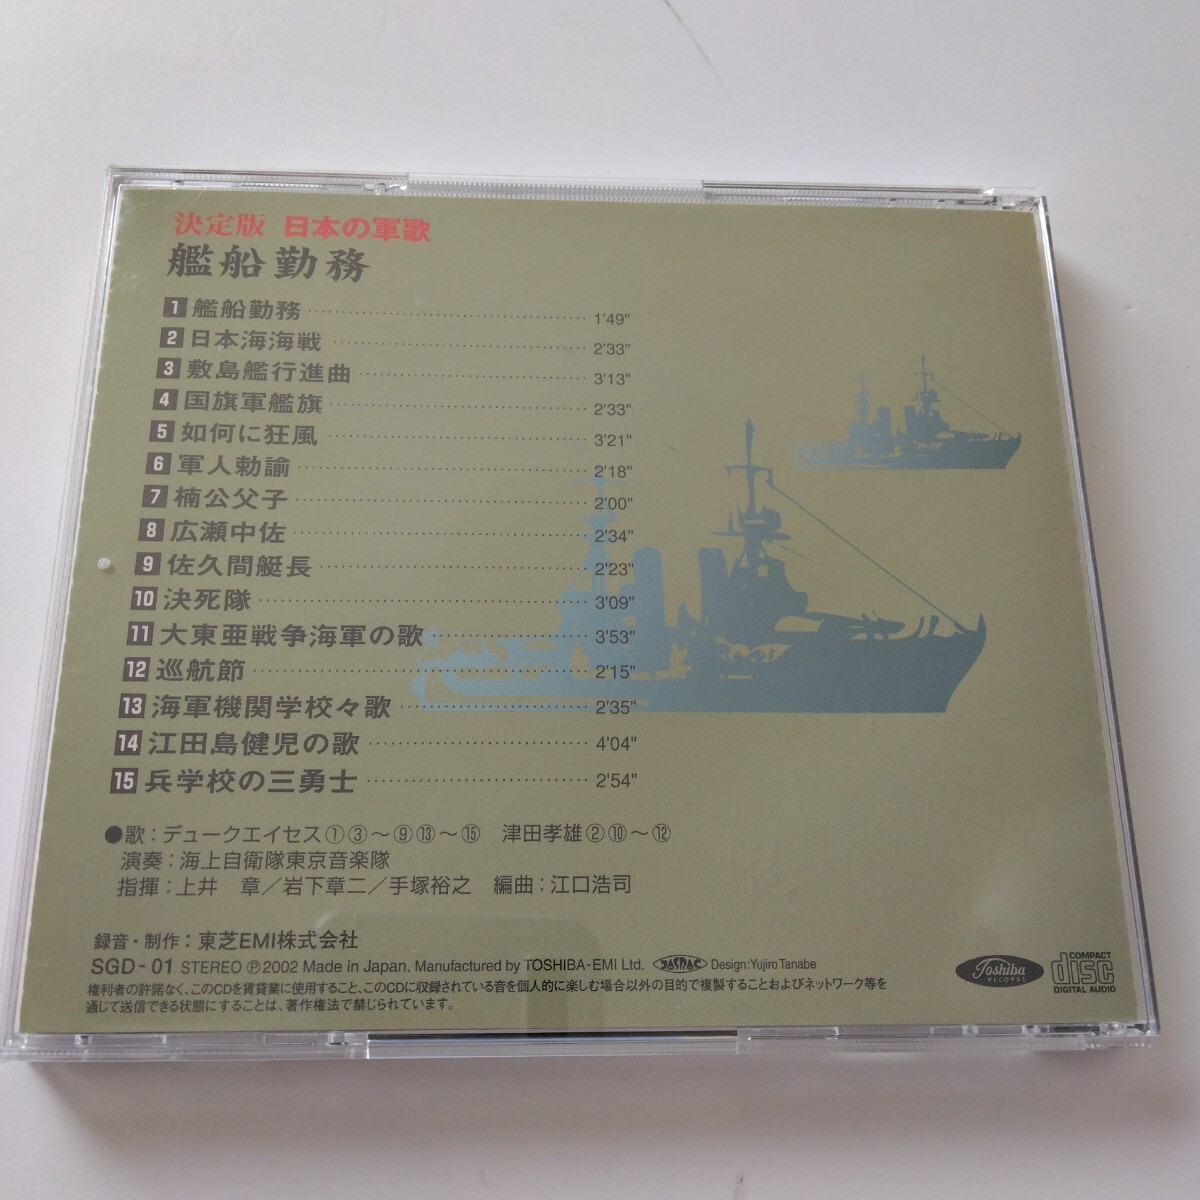 決定版 日本の軍歌
艦船勤務
1 艦船勤務 1'49"
2 日本海海戦 2'33"
3 敷島艦行進曲 3'13"
4 国旗軍艦旗 2'33"
5 如何に狂風 3'21"
6 軍人勅諭 2'18"
7 楠公父子 2'00"
8 広瀬中佐 2'34"
9 佐久間艇長 2'23"
10 決死隊 3'09"
11 大東亜戦争海軍の歌 3'53"
12 巡航節 2'15"
13 海軍機関学校々歌 2'35"
14 江田島健児の歌 4'04"
15 兵学校の三勇士 2'54"
●歌：デュークエイセス①③〜⑨⑬〜⑮ 津田孝雄②⑩〜⑫
演奏：海上自衛隊東京音楽隊
指揮：上井 章／岩下章二／手塚裕之 編曲：江口浩司
録音・制作：東芝EMI株式会社
SGD-01 STEREO Ⓟ2002 Made in Japan. Manufactured by TOSHIBA-EMI Ltd. JASRAC Design:Yujiro Tanabe
権利者の許諾なく、このCDを賃貸業に使用すること、このCDに収録されている音を個人的に楽しむ場合以外の目的で複製することおよびネットワーク等を
通じて送信できる状態にすることは、著作権法で禁じられています。
Toshiba RECORDS
COMPACT disc DIGITAL AUDIO